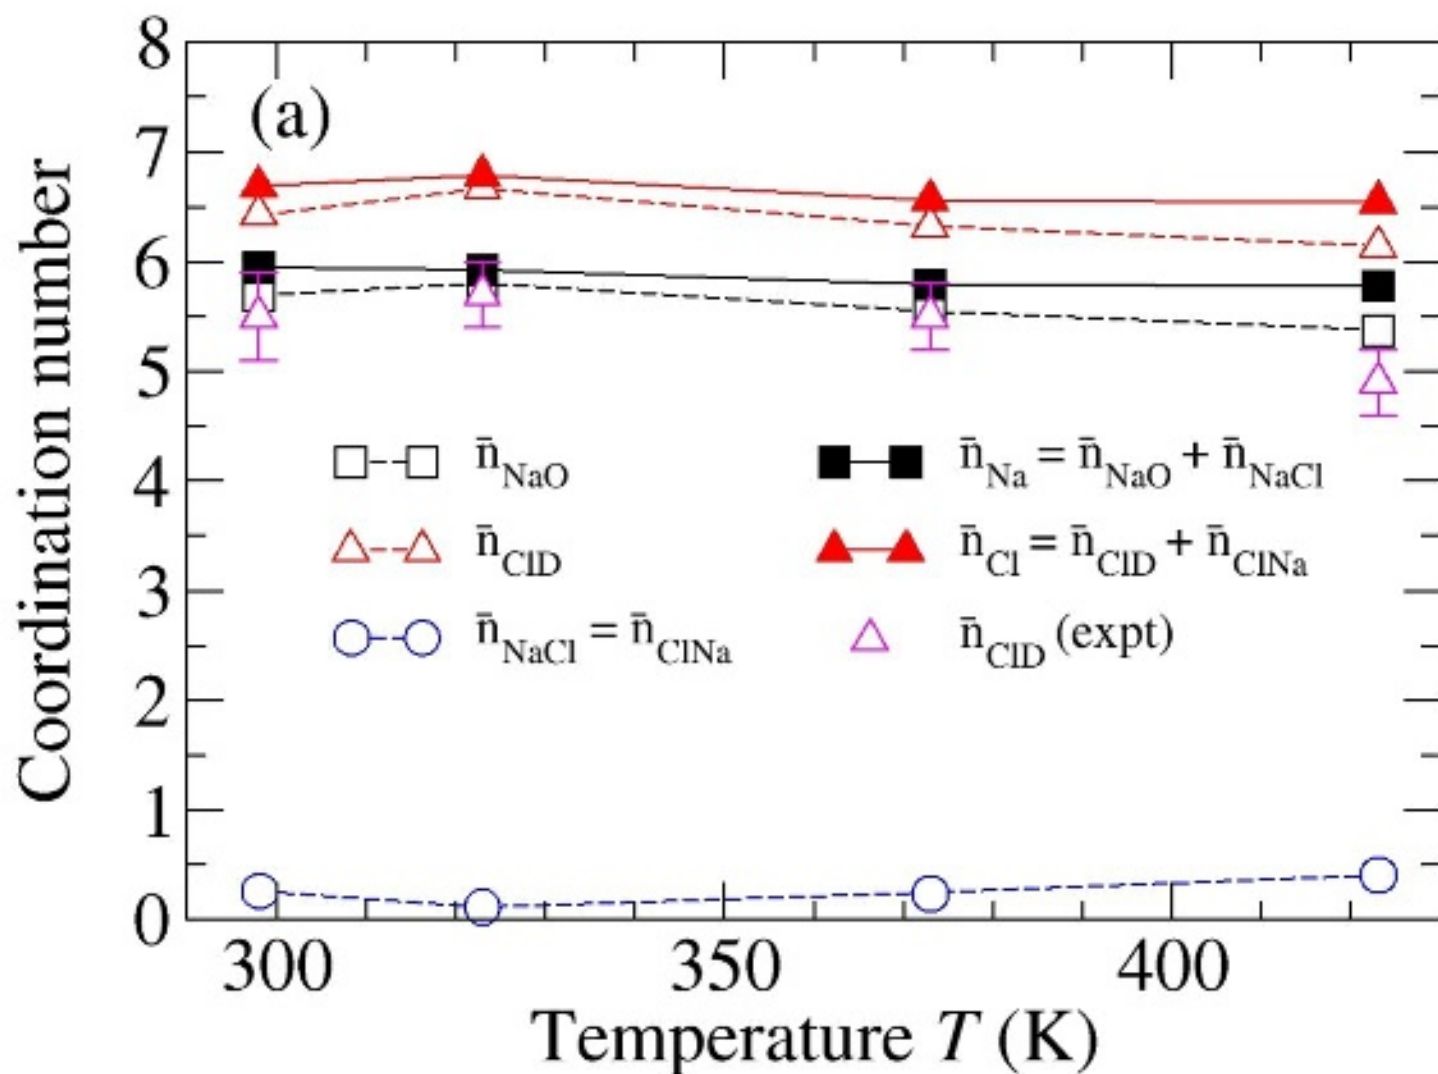 8
(a)
7
6
5
4
3
2
1
0
Coordination number
n̄NaO
n̄Na = n̄NaO + n̄NaCl
n̄ClD
n̄Cl = n̄ClD + n̄ClNa
n̄NaCl = n̄ClNa
n̄ClD (expt)
300 350 400
Temperature T (K)